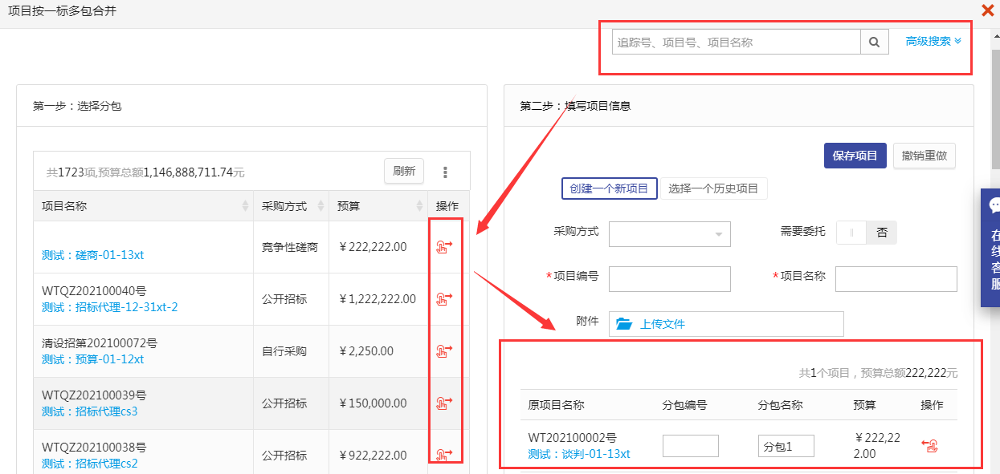 项目按一标多包合并
追踪号、项目号、项目名称
高级搜索
第一步：选择分包
共1723项,预算总额1,146,888,711.74元
刷新
项目名称 采购方式 预算 操作
测试：磋商-01-13xt 竞争性磋商 ￥222,222.00
WTQZ202100040号
测试：招标代理-12-31xt-2 公开招标 ￥1,222,222.00
清设招第202100072号
测试：预算-01-12xt 自行采购 ￥2,250.00
WTQZ202100039号
测试：招标代理cs3 公开招标 ￥150,000.00
WTQZ202100038号
测试：招标代理cs2 公开招标 ￥922,222.00
第二步：填写项目信息
保存项目 撤销重做
创建一个新项目 选择一个历史项目
采购方式 需要委托 否
*项目编号 *项目名称
附件 上传文件
共1个项目，预算总额222,222元
原项目名称 分包编号 分包名称 预算 操作
WT202100002号
测试：谈判-01-13xt 分包1 ￥222,22
2.00
在
线
客
服